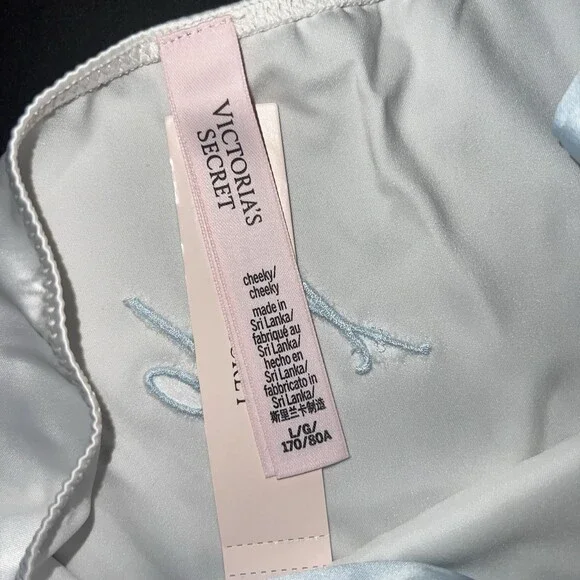 VICTORIA'S
SECRET
cheeky/
cheeky
made in
Sri Lanka/
fabriqué au
Sri Lanka/
hecho en
Sri Lanka/
fabbricato in
Sri Lanka/
斯里兰卡制造
L/G/
170/80A